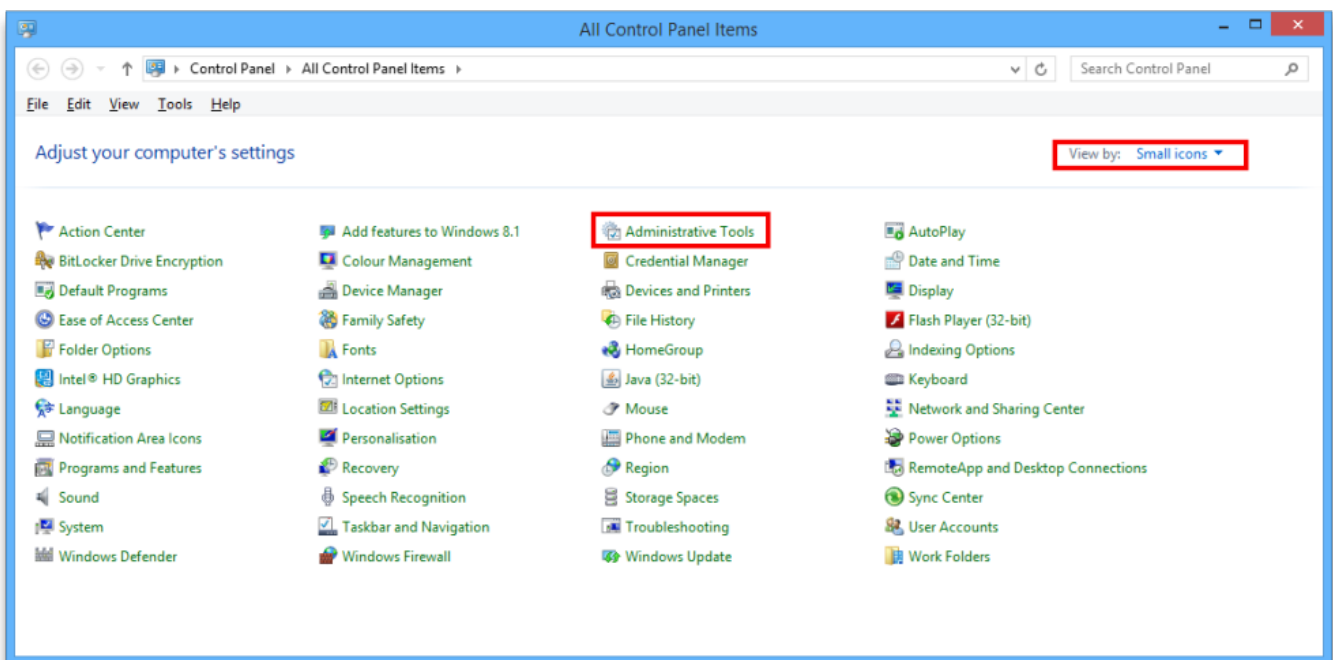 All Control Panel Items
Control Panel All Control Panel Items Search Control Panel
File Edit View Tools Help
Adjust your computer's settings View by: Small icons
Action Center Add features to Windows 8.1 Administrative Tools AutoPlay
BitLocker Drive Encryption Colour Management Credential Manager Date and Time
Default Programs Device Manager Devices and Printers Display
Ease of Access Center Family Safety File History Flash Player (32-bit)
Folder Options Fonts HomeGroup Indexing Options
Intel® HD Graphics Internet Options Java (32-bit) Keyboard
Language Location Settings Mouse Network and Sharing Center
Notification Area Icons Personalisation Phone and Modem Power Options
Programs and Features Recovery Region RemoteApp and Desktop Connections
Sound Speech Recognition Storage Spaces Sync Center
System Taskbar and Navigation Troubleshooting User Accounts
Windows Defender Windows Firewall Windows Update Work Folders